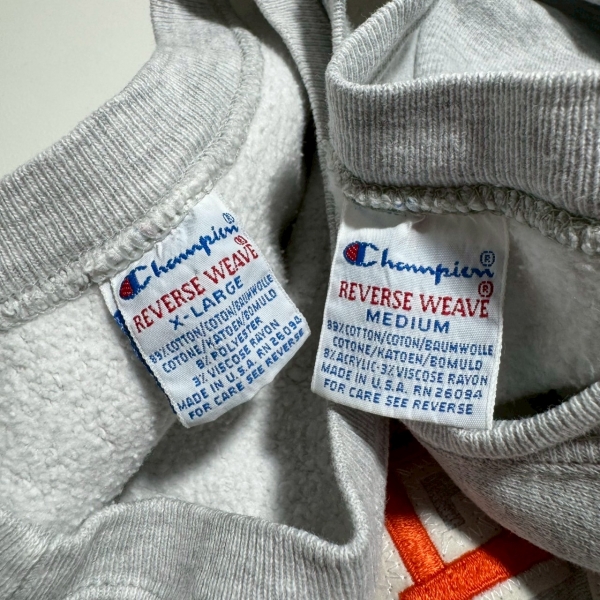 Champion®
REVERSE WEAVE®
X-LARGE
89% COTTON/COTON/BAUMWOLLE
COTONE/KATOEN/BOMULD
8% POLYESTER
3% VISCOSE RAYON
MADE IN U.S.A. RN 26094
FOR CARE SEE REVERSE
Champion®
REVERSE WEAVE®
MEDIUM
89% COTTON/COTON/BAUMWOLLE
COTONE/KATOEN/BOMULD
8% ACRYLIC-3% VISCOSE RAYON
MADE IN U.S.A. RN 26094
FOR CARE SEE REVERSE